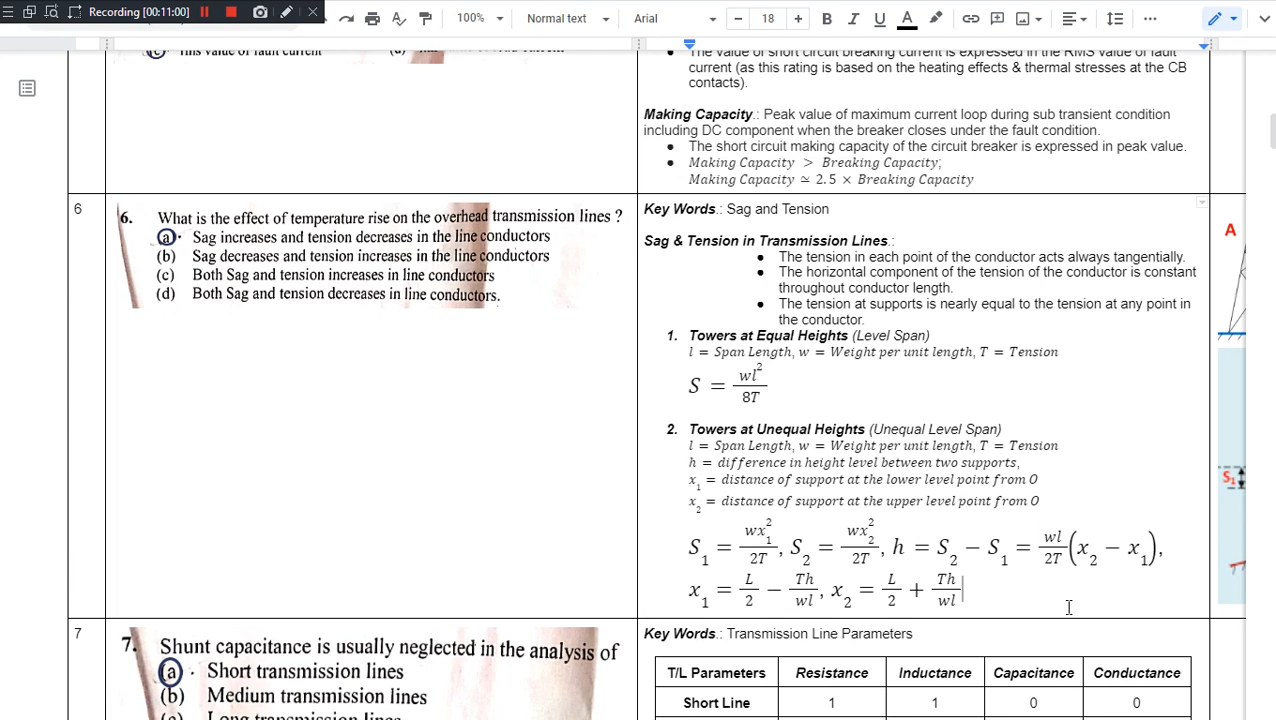 Recording [00:11:00]
100% Normal text Arial 18 B I U A
(c) This value of fault current
The value of short circuit breaking current is expressed in the RMS value of fault
current (as this rating is based on the heating effects & thermal stresses at the CB
contacts).
Making Capacity.: Peak value of maximum current loop during sub transient condition
including DC component when the breaker closes under the fault condition.
● The short circuit making capacity of the circuit breaker is expressed in peak value.
● Making Capacity > Breaking Capacity;
Making Capacity ≃ 2.5 × Breaking Capacity
6
6. What is the effect of temperature rise on the overhead transmission lines ?
(a) Sag increases and tension decreases in the line conductors
(b) Sag decreases and tension increases in the line conductors
(c) Both Sag and tension increases in line conductors
(d) Both Sag and tension decreases in line conductors.
Key Words.: Sag and Tension
Sag & Tension in Transmission Lines.:
● The tension in each point of the conductor acts always tangentially.
● The horizontal component of the tension of the conductor is constant
throughout conductor length.
● The tension at supports is nearly equal to the tension at any point in
the conductor.
1. Towers at Equal Heights (Level Span)
l = Span Length, w = Weight per unit length, T = Tension
S = wl²/8T
2. Towers at Unequal Heights (Unequal Level Span)
l = Span Length, w = Weight per unit length, T = Tension
h = difference in height level between two supports,
x₁ = distance of support at the lower level point from O
x₂ = distance of support at the upper level point from O
S₁ = wx₁²/2T, S₂ = wx₂²/2T, h = S₂ − S₁ = wl/2T (x₂ − x₁),
x₁ = L/2 − Th/wl, x₂ = L/2 + Th/wl
A
S₁
7
7. Shunt capacitance is usually neglected in the analysis of
(a) Short transmission lines
(b) Medium transmission lines
Key Words.: Transmission Line Parameters
T/L Parameters Resistance Inductance Capacitance Conductance
Short Line 1 1 0 0